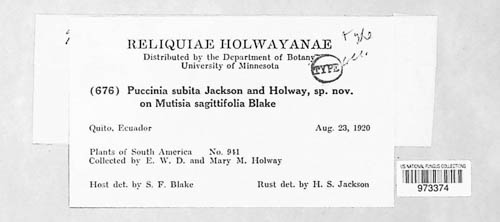 RELIQUIAE HOLWAYANAE
Type
Distributed by the Department of Botany
University of Minnesota
TYPE
(676) Puccinia subita Jackson and Holway, sp. nov.
on Mutisia sagittifolia Blake
Quito, Ecuador Aug. 23, 1920
Plants of South America No. 941
Collected by E. W. D. and Mary M. Holway
Host det. by S. F. Blake Rust det. by H. S. Jackson
US NATIONAL FUNGUS COLLECTIONS
973374